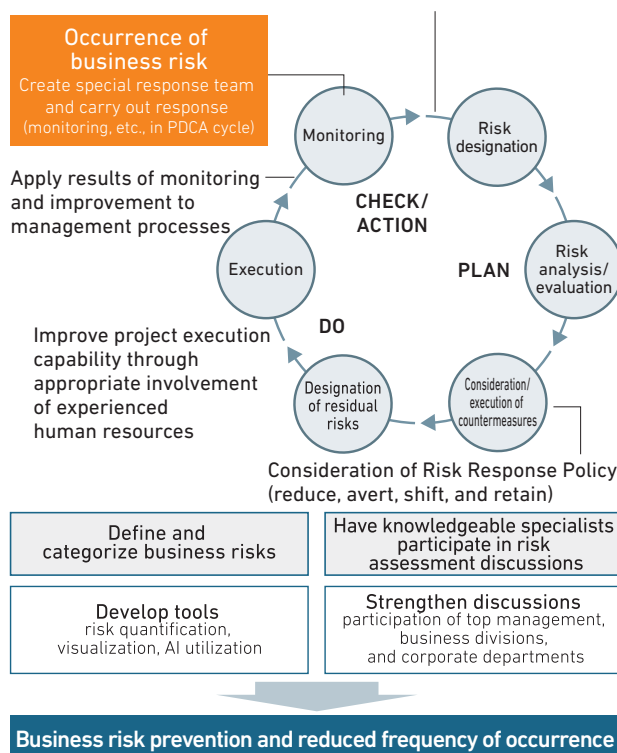 Occurrence of
business risk
Create special response team
and carry out response
(monitoring, etc., in PDCA cycle)
Monitoring
Risk
designation
Apply results of monitoring
and improvement to
management processes
CHECK/
ACTION
Execution
PLAN
Risk
analysis/
evaluation
DO
Improve project execution
capability through
appropriate involvement
of experienced
human resources
Designation
of residual
risks
Consideration/
execution of
countermeasures
Consideration of Risk Response Policy
(reduce, avert, shift, and retain)
Define and
categorize business risks
Have knowledgeable specialists
participate in risk
assessment discussions
Develop tools
risk quantification,
visualization, AI utilization
Strengthen discussions
participation of top management,
business divisions,
and corporate departments
Business risk prevention and reduced frequency of occurrence